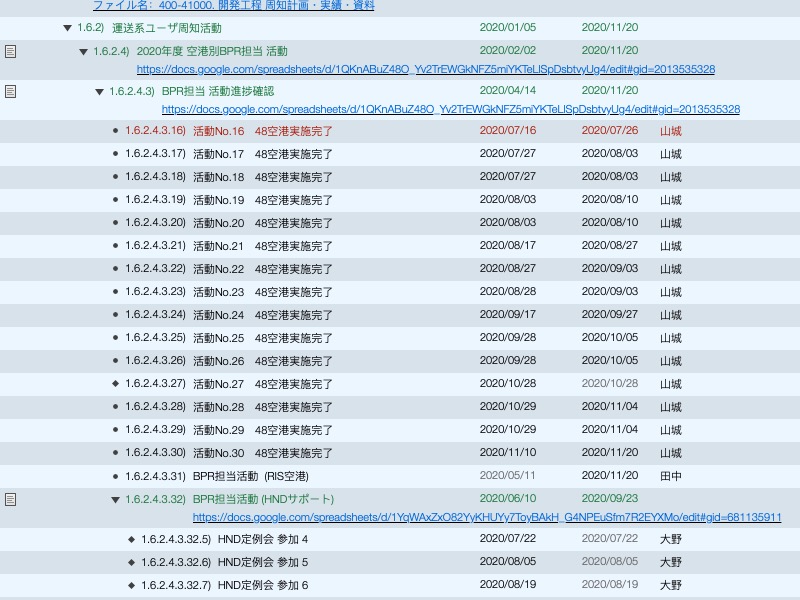 ファイル名: 400-41000. 開発工程 周知計画・実績・資料
1.6.2) 運送系ユーザ周知活動 2020/01/05 2020/11/20
1.6.2.4) 2020年度 空港別BPR担当 活動 2020/02/02 2020/11/20
https://docs.google.com/spreadsheets/d/1QKnABuZ48O_Yv2TrEWGkNFZ5miYKTeLlSpDsbtvyUg4/edit#gid=2013535328
1.6.2.4.3) BPR担当 活動進捗確認 2020/04/14 2020/11/20
https://docs.google.com/spreadsheets/d/1QKnABuZ48O_Yv2TrEWGkNFZ5miYKTeLlSpDsbtvyUg4/edit#gid=2013535328
1.6.2.4.3.16) 活動No.16 48空港実施完了 2020/07/16 2020/07/26 山城
1.6.2.4.3.17) 活動No.17 48空港実施完了 2020/07/27 2020/08/03 山城
1.6.2.4.3.18) 活動No.18 48空港実施完了 2020/07/27 2020/08/03 山城
1.6.2.4.3.19) 活動No.19 48空港実施完了 2020/08/03 2020/08/10 山城
1.6.2.4.3.20) 活動No.20 48空港実施完了 2020/08/03 2020/08/10 山城
1.6.2.4.3.21) 活動No.21 48空港実施完了 2020/08/17 2020/08/27 山城
1.6.2.4.3.22) 活動No.22 48空港実施完了 2020/08/27 2020/09/03 山城
1.6.2.4.3.23) 活動No.23 48空港実施完了 2020/08/28 2020/09/03 山城
1.6.2.4.3.24) 活動No.24 48空港実施完了 2020/09/17 2020/09/27 山城
1.6.2.4.3.25) 活動No.25 48空港実施完了 2020/09/28 2020/10/05 山城
1.6.2.4.3.26) 活動No.26 48空港実施完了 2020/09/28 2020/10/05 山城
1.6.2.4.3.27) 活動No.27 48空港実施完了 2020/10/28 2020/10/28 山城
1.6.2.4.3.28) 活動No.28 48空港実施完了 2020/10/29 2020/11/04 山城
1.6.2.4.3.29) 活動No.29 48空港実施完了 2020/10/29 2020/11/04 山城
1.6.2.4.3.30) 活動No.30 48空港実施完了 2020/11/10 2020/11/20 山城
1.6.2.4.3.31) BPR担当活動 (RIS空港) 2020/05/11 2020/11/20 田中
1.6.2.4.3.32) BPR担当活動 (HNDサポート) 2020/06/10 2020/09/23
https://docs.google.com/spreadsheets/d/1YqWAxZxO82YyKHUYy7ToyBAkH_G4NPEuSfm7R2EYXMo/edit#gid=681135911
1.6.2.4.3.32.5) HND定例会 参加 4 2020/07/22 2020/07/22 大野
1.6.2.4.3.32.6) HND定例会 参加 5 2020/08/05 2020/08/05 大野
1.6.2.4.3.32.7) HND定例会 参加 6 2020/08/19 2020/08/19 大野